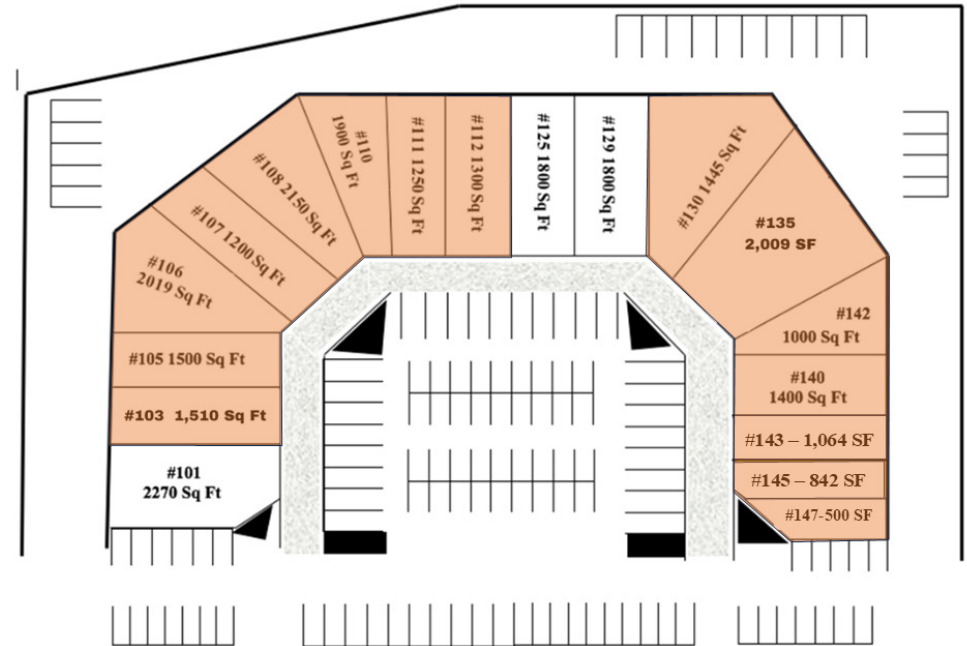 #101
2270 Sq Ft
#103 1,510 Sq Ft
#105 1500 Sq Ft
#106
2019 Sq Ft
#107 1200 Sq Ft
#108 2150 Sq Ft
#110
1900 Sq Ft
#111 1250 Sq Ft
#112 1300 Sq Ft
#125 1800 Sq Ft
#129 1800 Sq Ft
#130 1445 Sq Ft
#135
2,009 SF
#142
1000 Sq Ft
#140
1400 Sq Ft
#143 – 1,064 SF
#145 – 842 SF
#147-500 SF